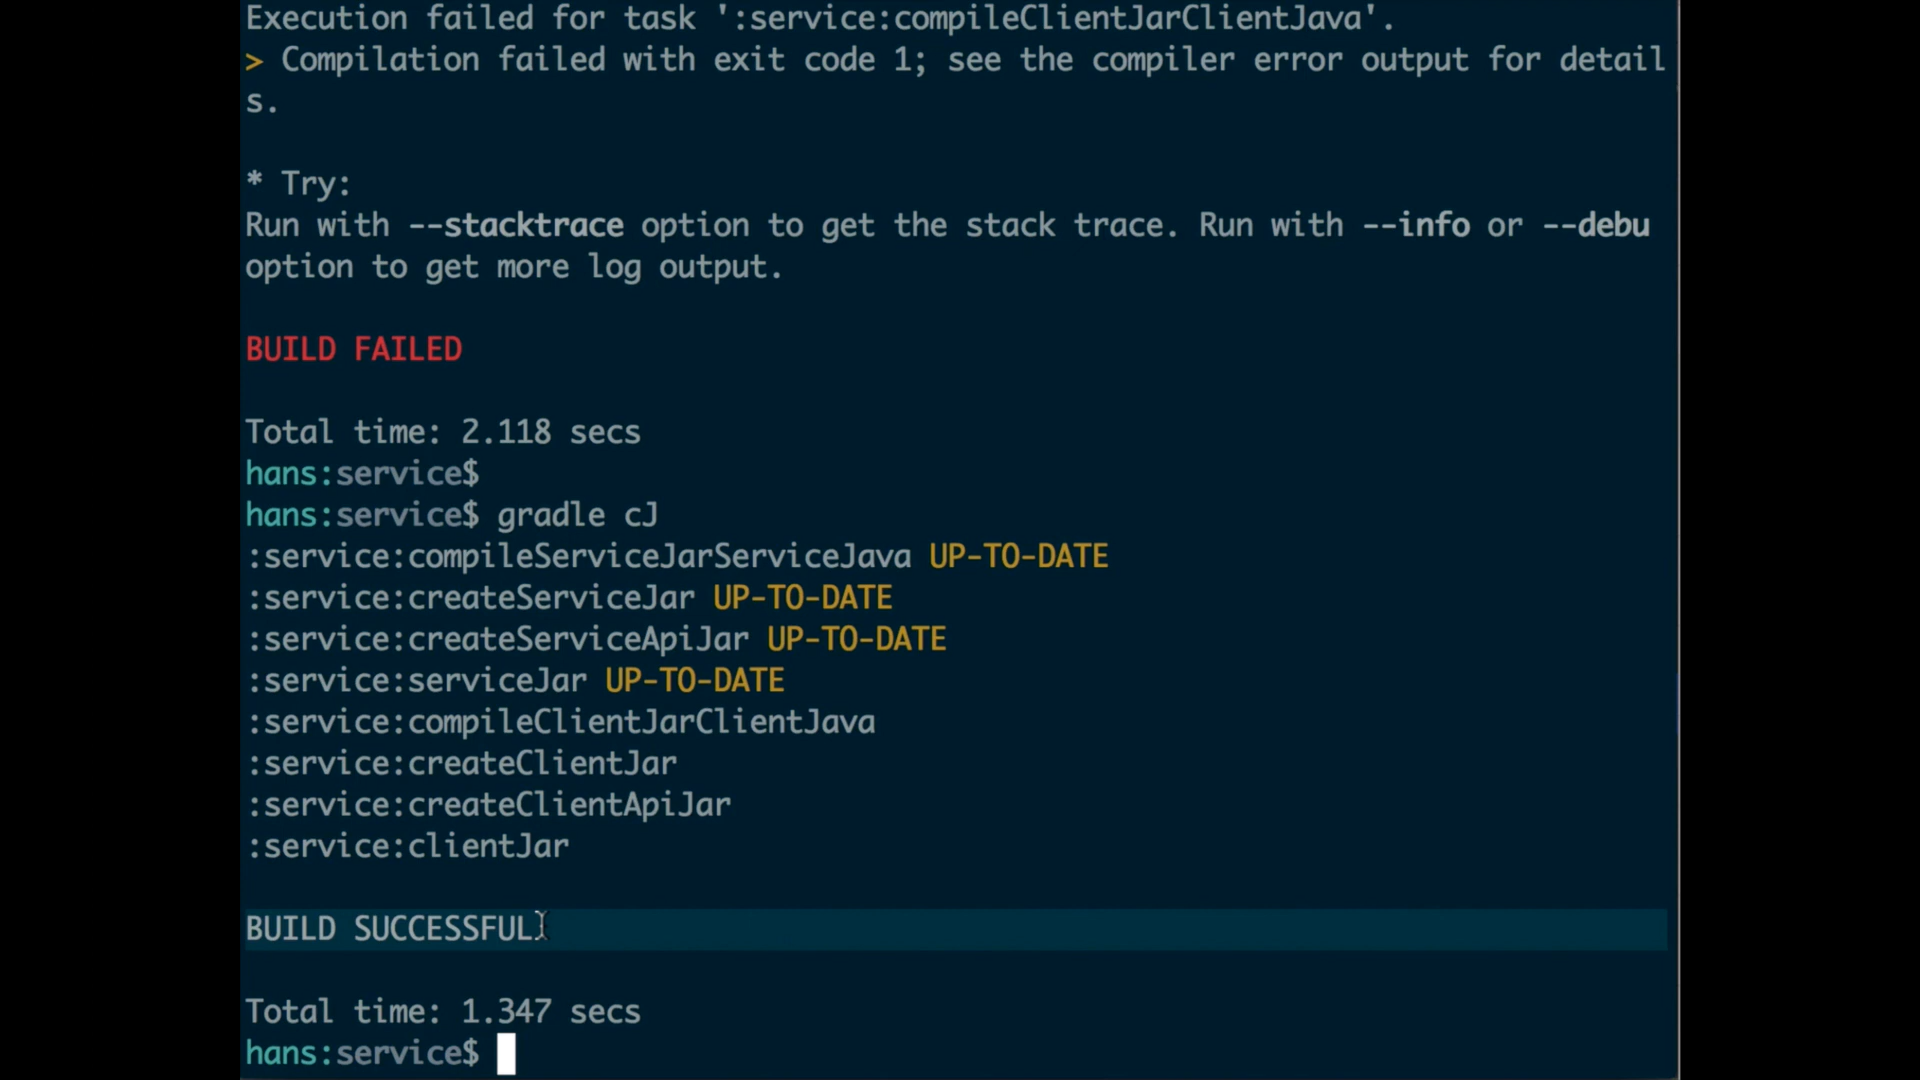 Execution failed for task ':service:compileClientJarClientJava'.
> Compilation failed with exit code 1; see the compiler error output for detail
s.
* Try:
Run with --stacktrace option to get the stack trace. Run with --info or --debu
option to get more log output.
BUILD FAILED
Total time: 2.118 secs
hans:service$
hans:service$ gradle cJ
:service:compileServiceJarServiceJava UP-TO-DATE
:service:createServiceJar UP-TO-DATE
:service:createServiceApiJar UP-TO-DATE
:service:serviceJar UP-TO-DATE
:service:compileClientJarClientJava
:service:createClientJar
:service:createClientApiJar
:service:clientJar
BUILD SUCCESSFUL
Total time: 1.347 secs
hans:service$